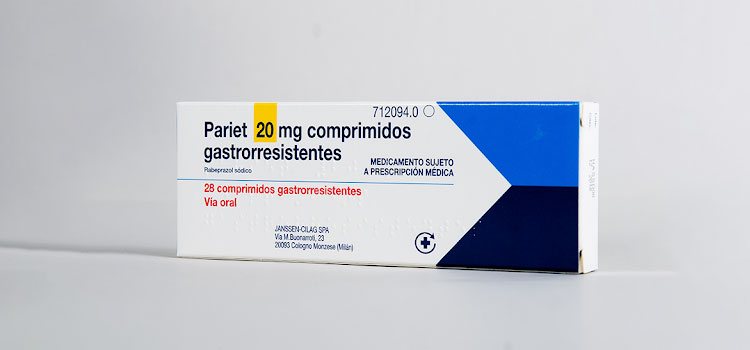 712094.0
Pariet 20 mg comprimidos
gastrorresistentes
Rabeprazol sódico
MEDICAMENTO SUJETO
A PRESCRIPCIÓN MÉDICA
28 comprimidos gastrorresistentes
Vía oral
JANSSEN-CILAG SPA
Via M.Buonarroti, 23
20093 Cologno Monzese (Milán)